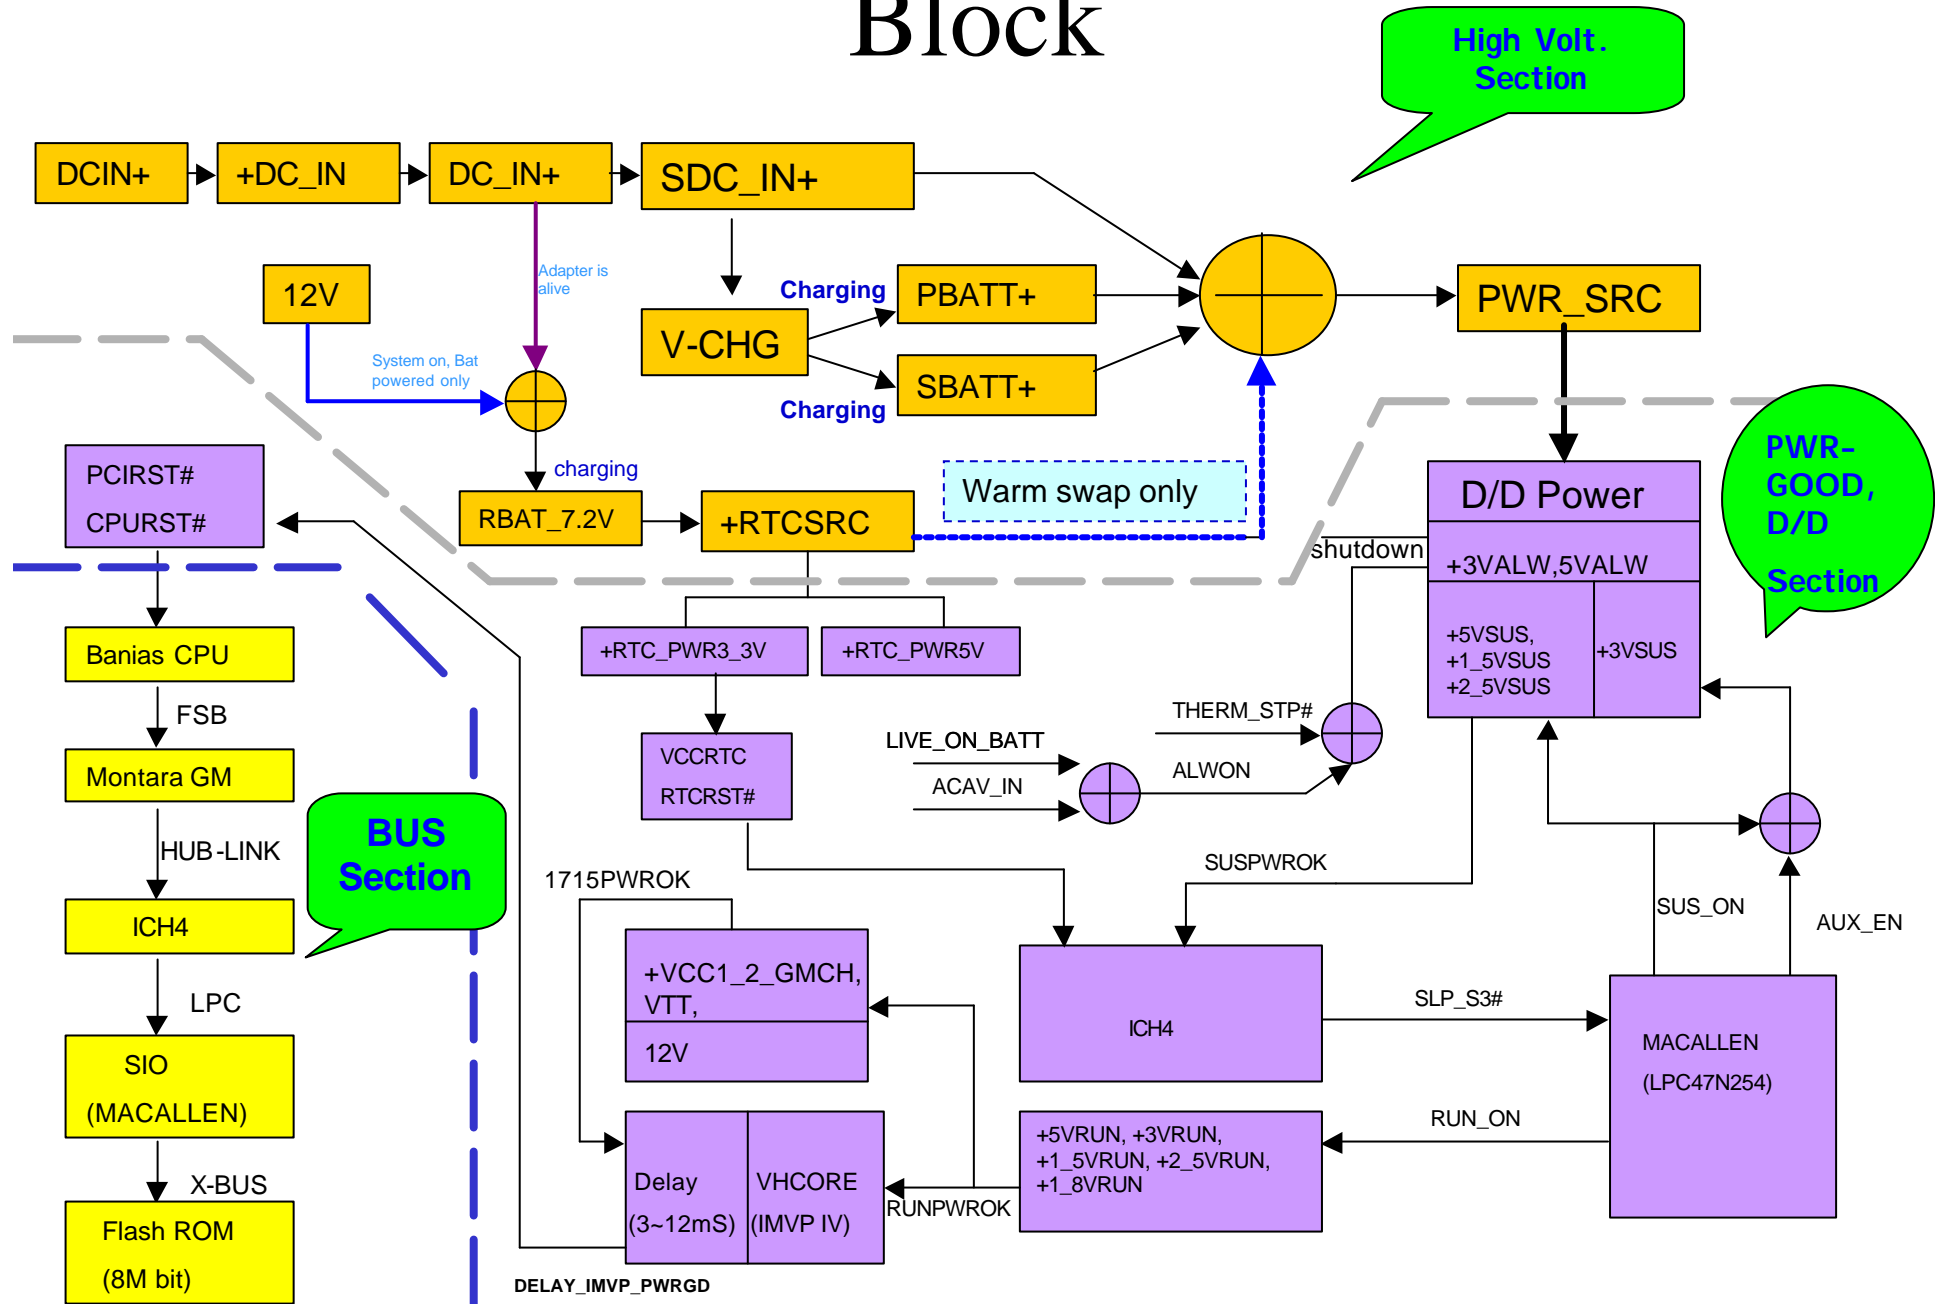 Block
High Volt.
Section
DCIN+
+DC_IN
DC_IN+
SDC_IN+
Adapter is
alive
12V
Charging
PBATT+
PWR_SRC
V-CHG
System on, Bat
powered only
SBATT+
Charging
PCIRST#
CPURST#
charging
RBAT_7.2V
+RTCSRC
Warm swap only
D/D Power
shutdown
+3VALW,5VALW
PWR-
GOOD,
D/D
Section
+5VSUS,
+1_5VSUS
+2_5VSUS
+3VSUS
Banias CPU
+RTC_PWR3_3V
+RTC_PWR5V
FSB
Montara GM
VCCRTC
RTCRST#
LIVE_ON_BATT
ACAV_IN
THERM_STP#
ALWON
HUB-LINK
BUS
Section
1715PWROK
SUSPWROK
SUS_ON
AUX_EN
ICH4
+VCC1_2_GMCH,
VTT,
12V
ICH4
SLP_S3#
MACALLEN
(LPC47N254)
LPC
SIO
(MACALLEN)
X-BUS
Flash ROM
(8M bit)
Delay
(3~12mS)
VHCORE
(IMVP IV)
RUNPWROK
+5VRUN, +3VRUN,
+1_5VRUN, +2_5VRUN,
+1_8VRUN
RUN_ON
DELAY_IMVP_PWRGD